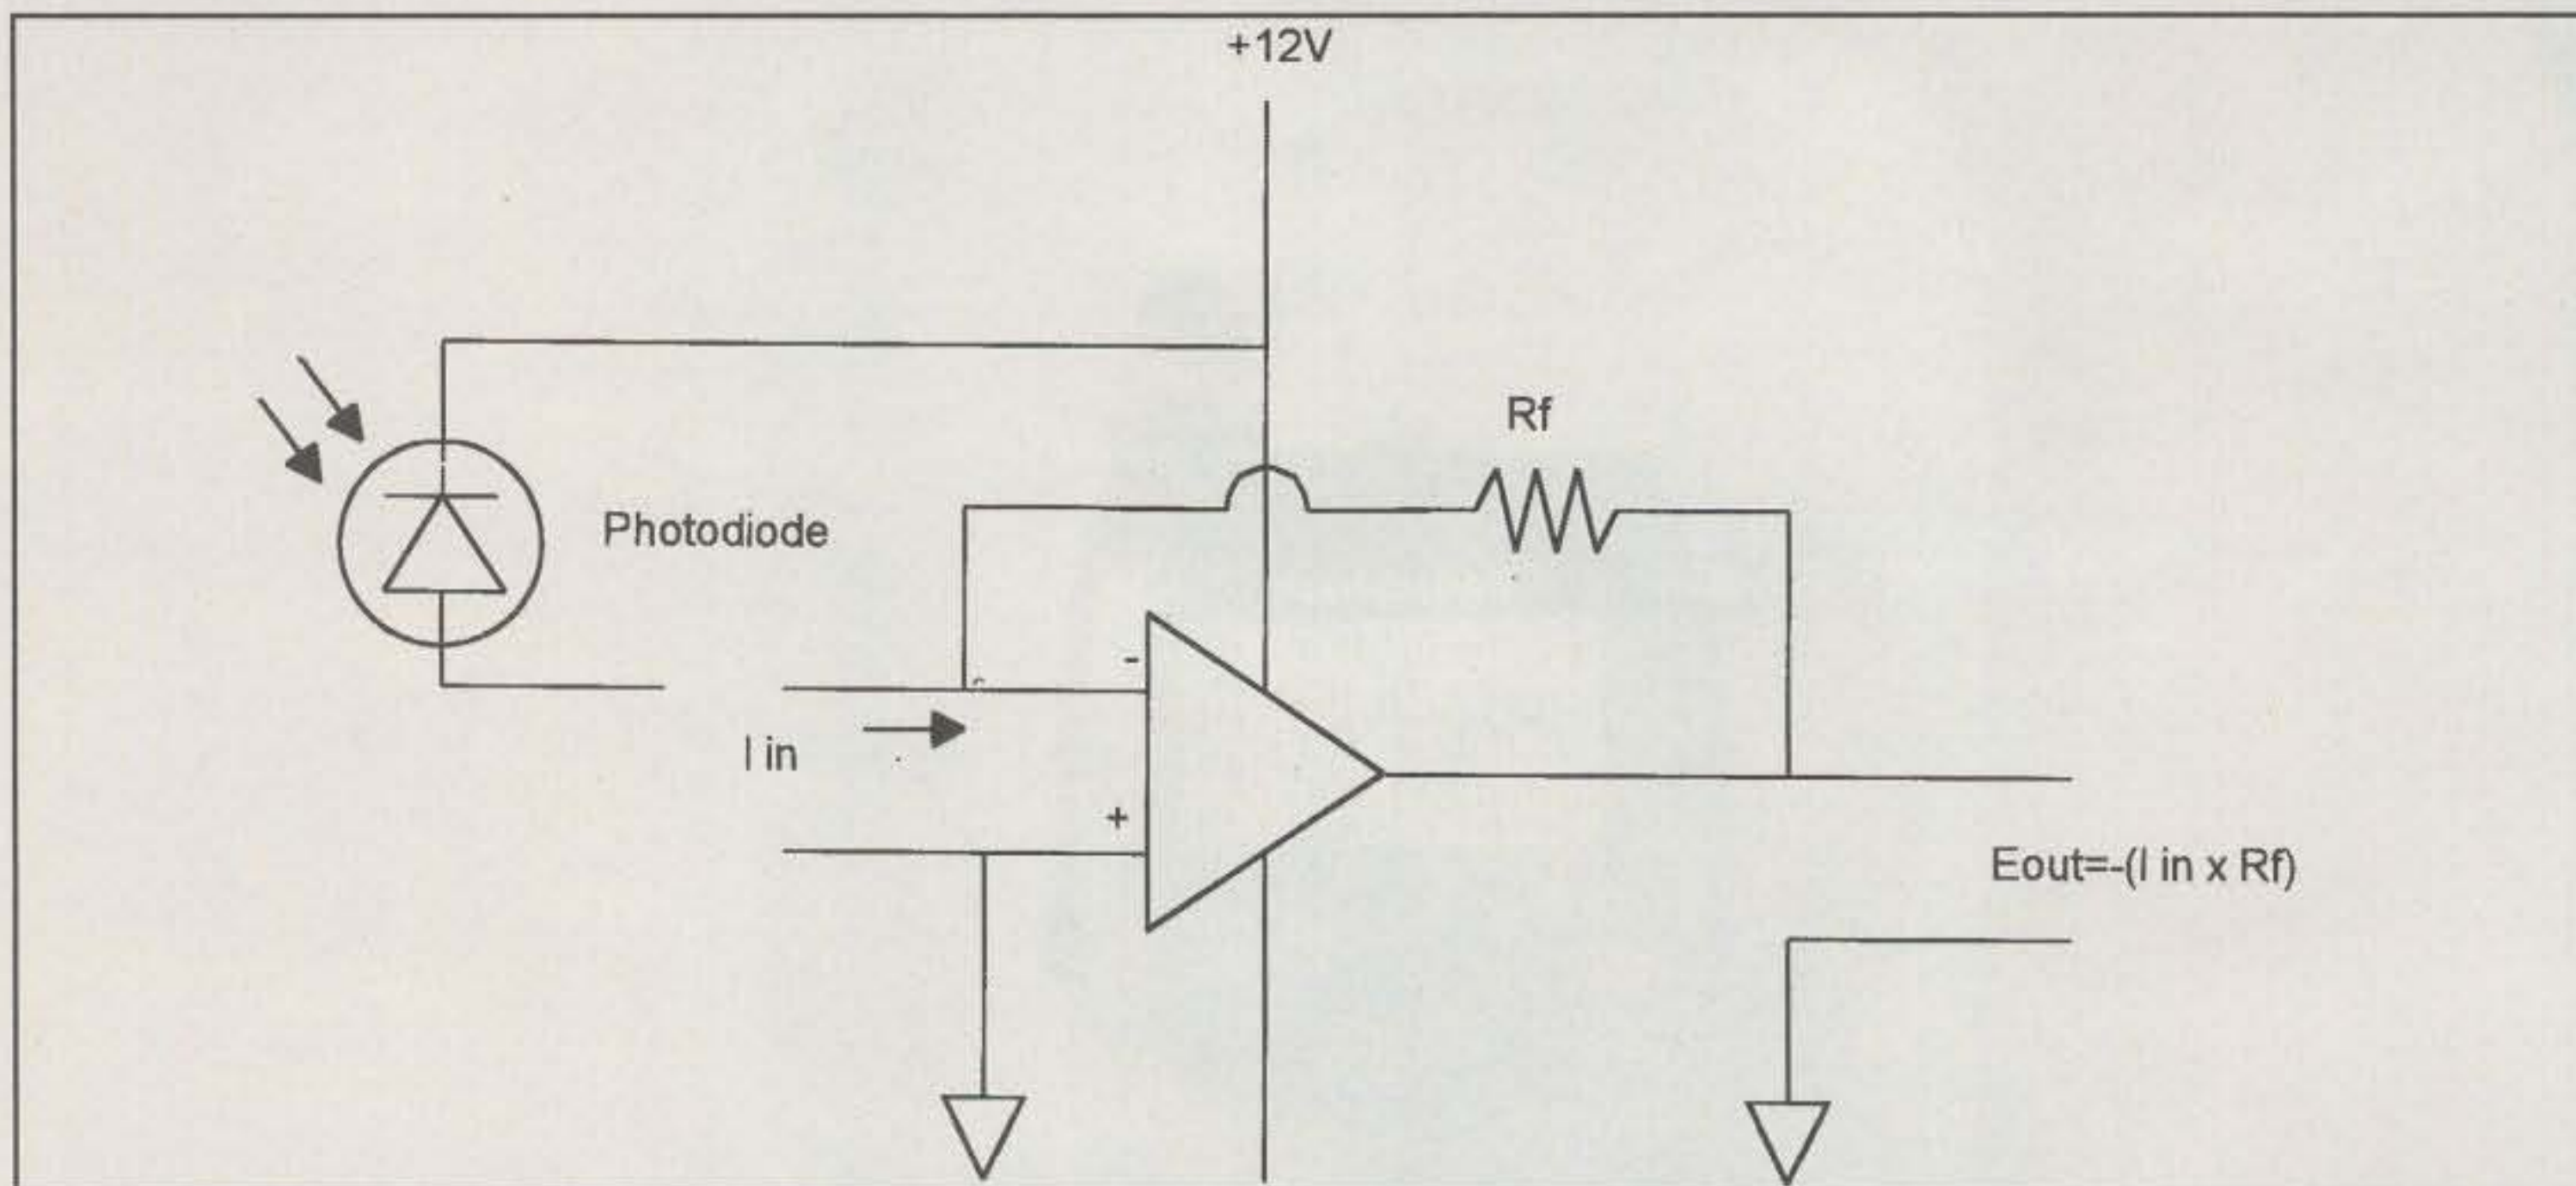 +12V
Rf
Photodiode
-
I in
+
Eout=-(I in x Rf)